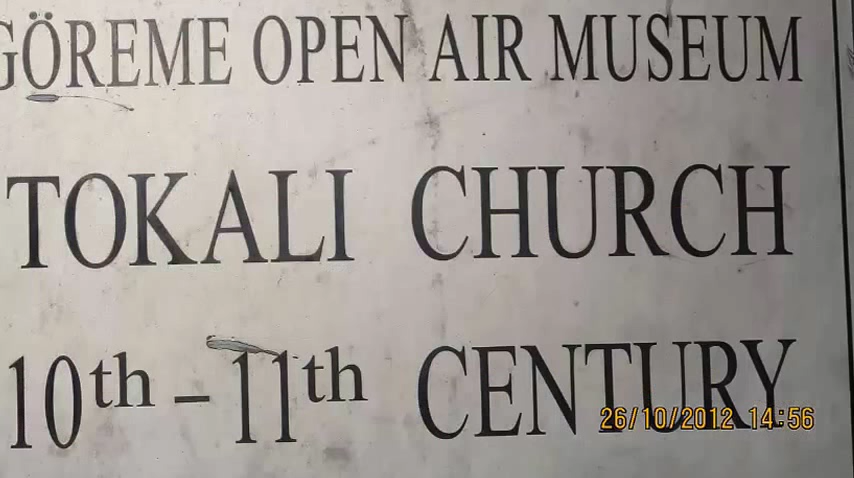 GÖREME OPEN AIR MUSEUM
TOKALI CHURCH
10th - 11th CENTURY
26/10/2012 14:56